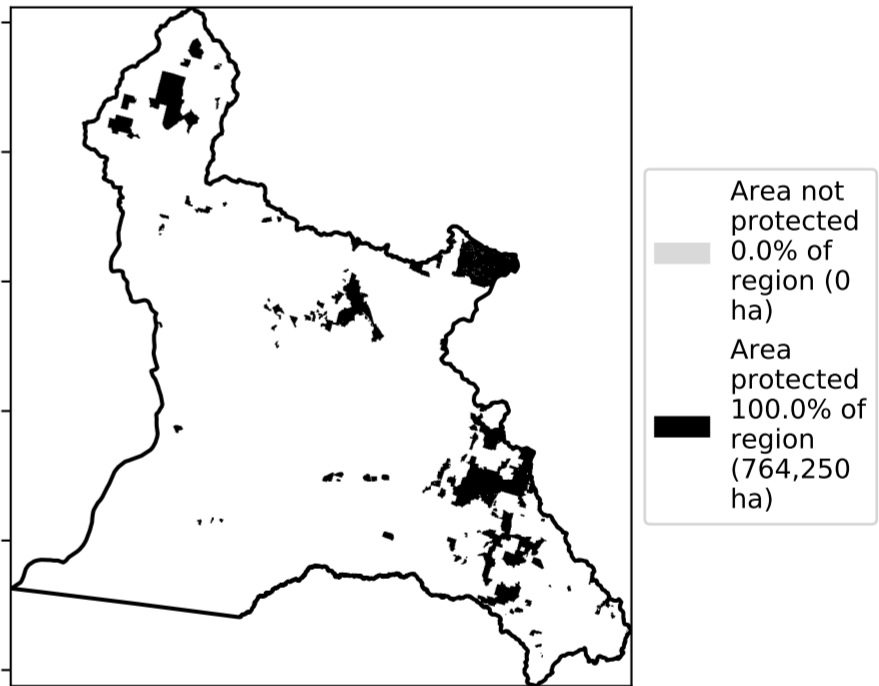 Area not
protected
0.0% of
region (0
ha)
Area
protected
100.0% of
region
(764,250
ha)